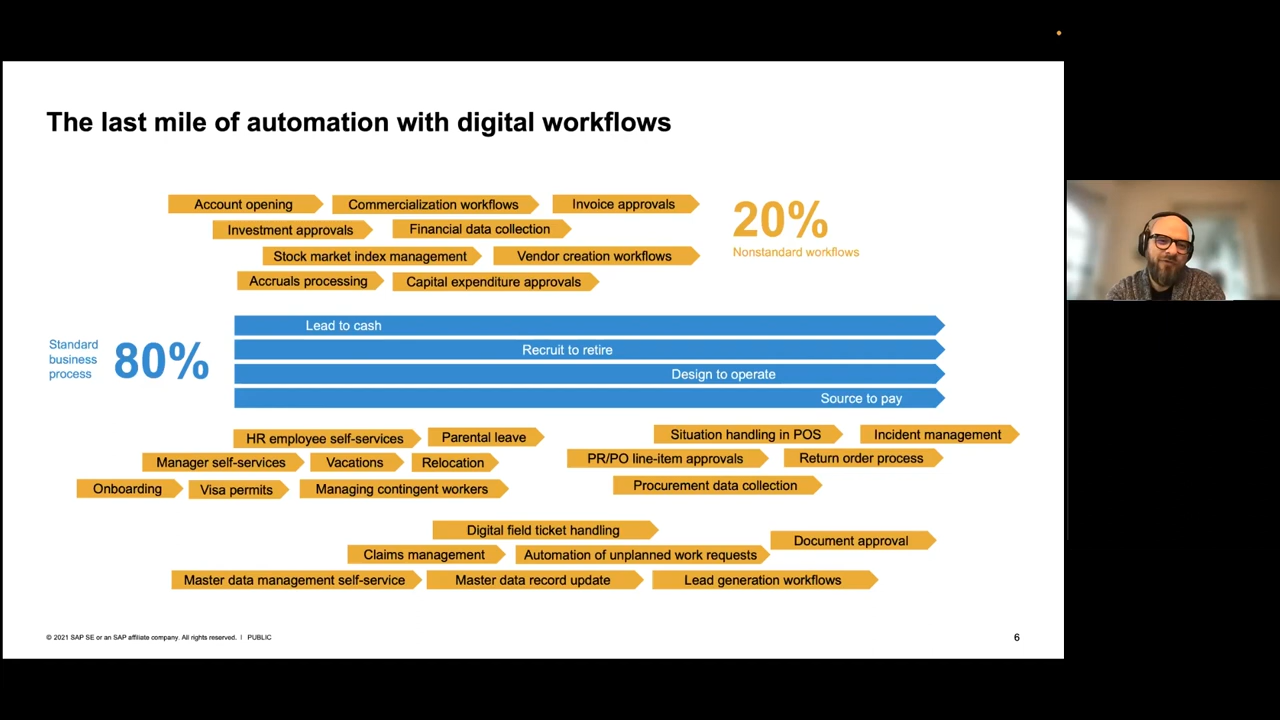 The last mile of automation with digital workflows
Account opening
Commercialization workflows
Invoice approvals
Investment approvals
Financial data collection
Stock market index management
Vendor creation workflows
Accruals processing
Capital expenditure approvals
20%
Nonstandard workflows
Standard
business
process
80%
Lead to cash
Recruit to retire
Design to operate
Source to pay
HR employee self-services
Parental leave
Manager self-services
Vacations
Relocation
Onboarding
Visa permits
Managing contingent workers
Situation handling in POS
Incident management
PR/PO line-item approvals
Return order process
Procurement data collection
Digital field ticket handling
Document approval
Claims management
Automation of unplanned work requests
Master data management self-service
Master data record update
Lead generation workflows
© 2021 SAP SE or an SAP affiliate company. All rights reserved. I PUBLIC
6